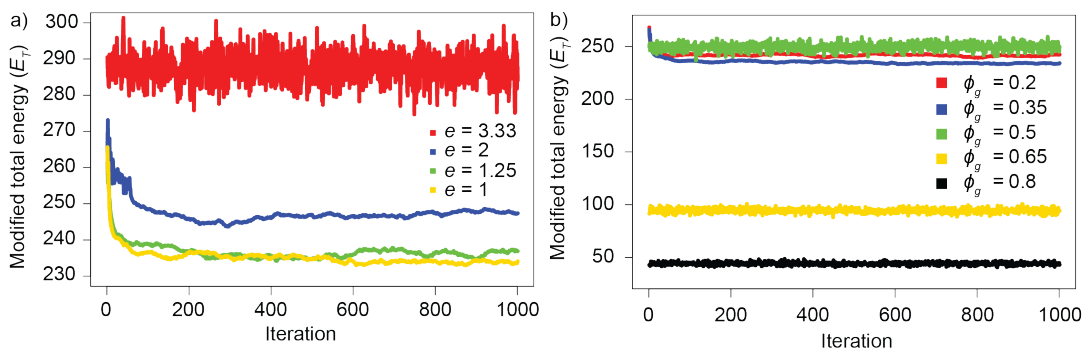 a)
Modified total energy (E_T)
300
290
280
270
260
250
240
230
e = 3.33
e = 2
e = 1.25
e = 1
0
200
400
600
800
1000
Iteration
b)
Modified total energy (E_T)
250
200
150
100
50
ϕ_g = 0.2
ϕ_g = 0.35
ϕ_g = 0.5
ϕ_g = 0.65
ϕ_g = 0.8
0
200
400
600
800
1000
Iteration